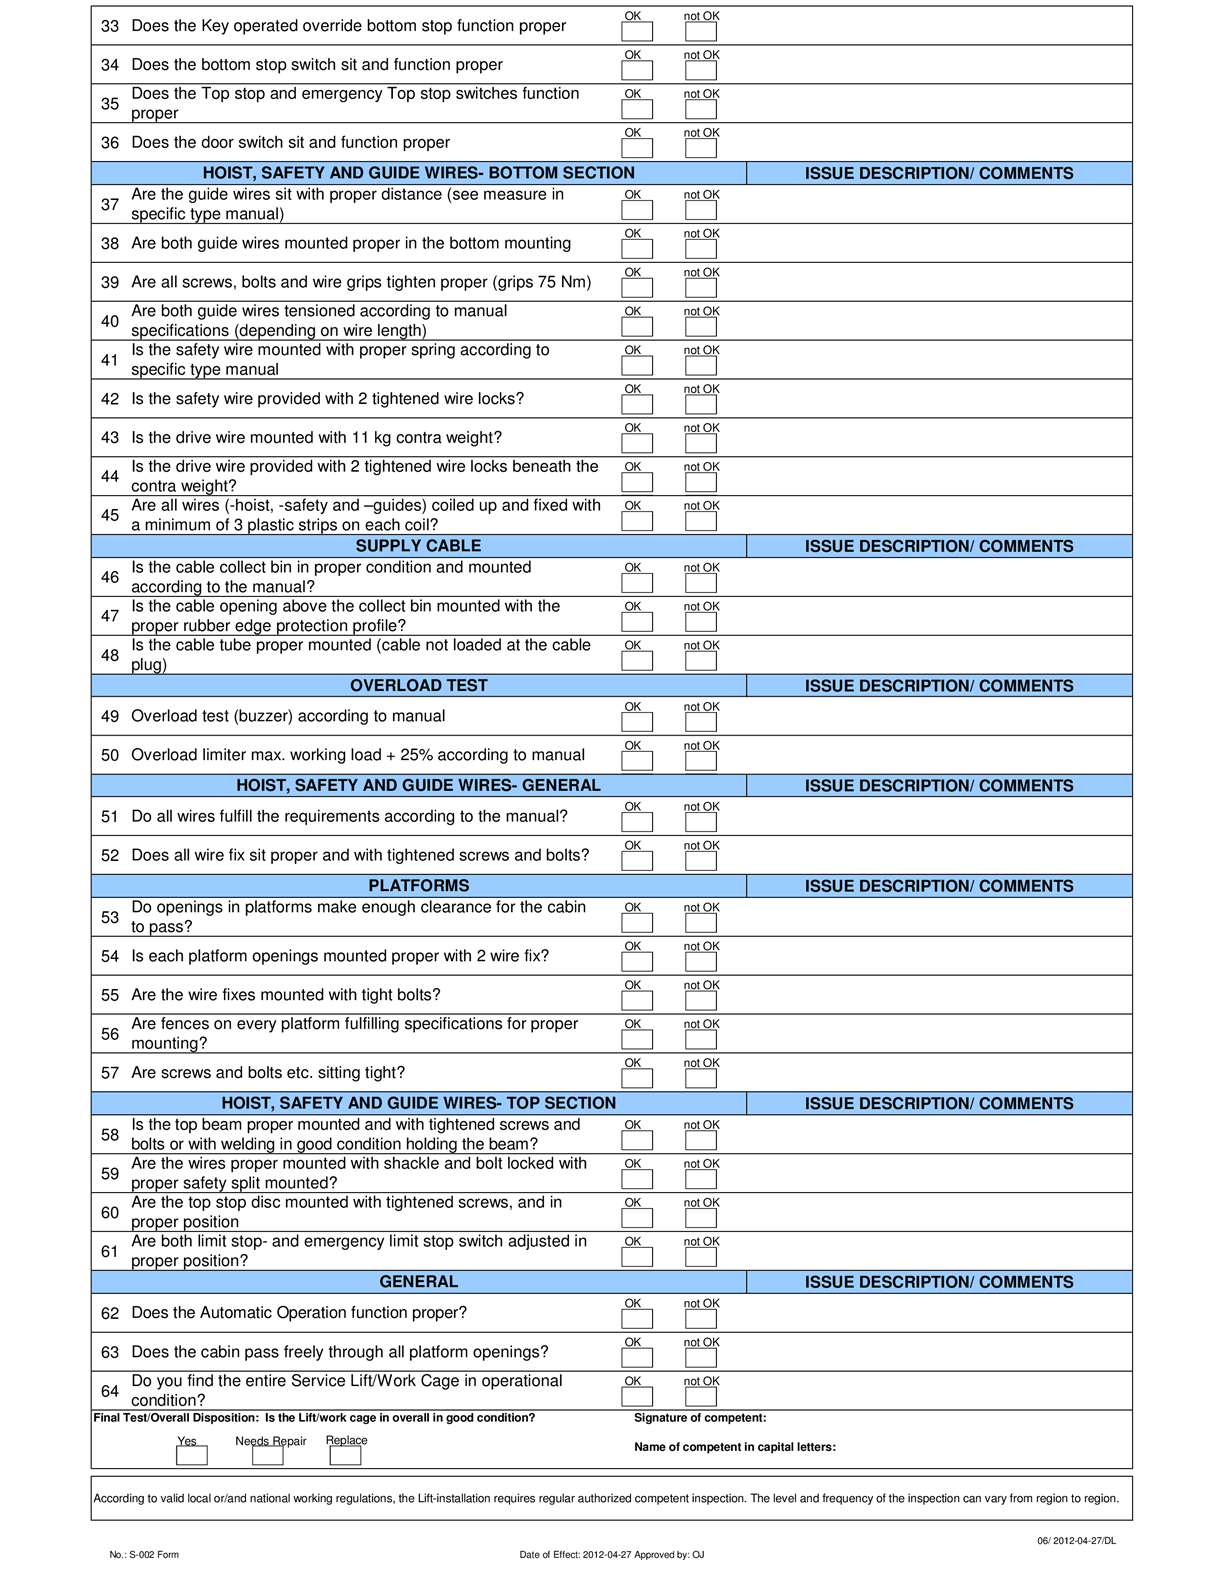 OK not OK
33 Does the Key operated override bottom stop function proper
OK not OK
34 Does the bottom stop switch sit and function proper
OK not OK
35 Does the Top stop and emergency Top stop switches function
proper
OK not OK
36 Does the door switch sit and function proper
HOIST, SAFETY AND GUIDE WIRES- BOTTOM SECTION ISSUE DESCRIPTION/ COMMENTS
OK not OK
37 Are the guide wires sit with proper distance (see measure in
specific type manual)
OK not OK
38 Are both guide wires mounted proper in the bottom mounting
OK not OK
39 Are all screws, bolts and wire grips tighten proper (grips 75 Nm)
OK not OK
40 Are both guide wires tensioned according to manual
specifications (depending on wire length)
OK not OK
41 Is the safety wire mounted with proper spring according to
specific type manual
OK not OK
42 Is the safety wire provided with 2 tightened wire locks?
OK not OK
43 Is the drive wire mounted with 11 kg contra weight?
OK not OK
44 Is the drive wire provided with 2 tightened wire locks beneath the
contra weight?
OK not OK
45 Are all wires (-hoist, -safety and –guides) coiled up and fixed with
a minimum of 3 plastic strips on each coil?
SUPPLY CABLE ISSUE DESCRIPTION/ COMMENTS
OK not OK
46 Is the cable collect bin in proper condition and mounted
according to the manual?
OK not OK
47 Is the cable opening above the collect bin mounted with the
proper rubber edge protection profile?
OK not OK
48 Is the cable tube proper mounted (cable not loaded at the cable
plug)
OVERLOAD TEST ISSUE DESCRIPTION/ COMMENTS
OK not OK
49 Overload test (buzzer) according to manual
OK not OK
50 Overload limiter max. working load + 25% according to manual
HOIST, SAFETY AND GUIDE WIRES- GENERAL ISSUE DESCRIPTION/ COMMENTS
OK not OK
51 Do all wires fulfill the requirements according to the manual?
OK not OK
52 Does all wire fix sit proper and with tightened screws and bolts?
PLATFORMS ISSUE DESCRIPTION/ COMMENTS
OK not OK
53 Do openings in platforms make enough clearance for the cabin
to pass?
OK not OK
54 Is each platform openings mounted proper with 2 wire fix?
OK not OK
55 Are the wire fixes mounted with tight bolts?
OK not OK
56 Are fences on every platform fulfilling specifications for proper
mounting?
OK not OK
57 Are screws and bolts etc. sitting tight?
HOIST, SAFETY AND GUIDE WIRES- TOP SECTION ISSUE DESCRIPTION/ COMMENTS
OK not OK
58 Is the top beam proper mounted and with tightened screws and
bolts or with welding in good condition holding the beam?
OK not OK
59 Are the wires proper mounted with shackle and bolt locked with
proper safety split mounted?
OK not OK
60 Are the top stop disc mounted with tightened screws, and in
proper position
OK not OK
61 Are both limit stop- and emergency limit stop switch adjusted in
proper position?
GENERAL ISSUE DESCRIPTION/ COMMENTS
OK not OK
62 Does the Automatic Operation function proper?
OK not OK
63 Does the cabin pass freely through all platform openings?
OK not OK
64 Do you find the entire Service Lift/Work Cage in operational
condition?
Final Test/Overall Disposition: Is the Lift/work cage in overall in good condition? Signature of competent:
Yes Needs Repair Replace
Name of competent in capital letters:
According to valid local or/and national working regulations, the Lift-installation requires regular authorized competent inspection. The level and frequency of the inspection can vary from region to region.
06/ 2012-04-27/DL
No.: S-002 Form Date of Effect: 2012-04-27 Approved by: OJ